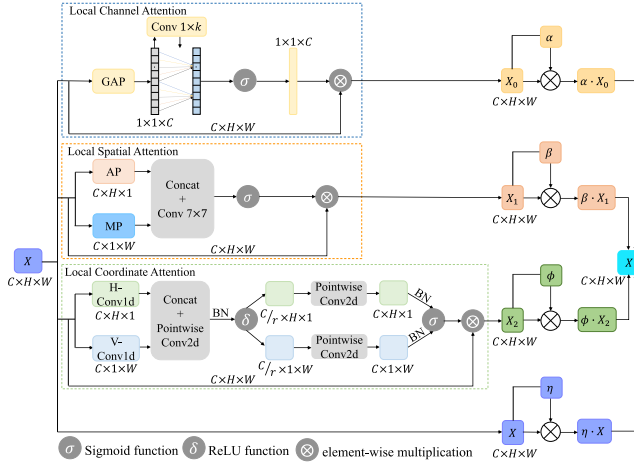 Local Channel Attention
Conv 1×k
1×1×C
α
GAP
σ
X₀
α · X₀
C×H×W
1×1×C
C×H×W
Local Spatial Attention
AP
β
C×H×1
Concat
+
Conv 7×7
σ
X₁
β · X₁
C×H×W
MP
C×1×W
C×H×W
X
C×H×W
X
C×H×W
Local Coordinate Attention
H-
Conv1d
C×H×1
Concat
+
Pointwise
Conv2d
BN
δ
C/r ×H×1
Pointwise
Conv2d
C×H×1
BN
ϕ
σ
X₂
ϕ · X₂
C×H×W
V-
Conv1d
C×1×W
C/r ×1×W
Pointwise
Conv2d
C×1×W
BN
C×H×W
η
X
η · X
C×H×W
σ Sigmoid function
δ ReLU function
element-wise multiplication